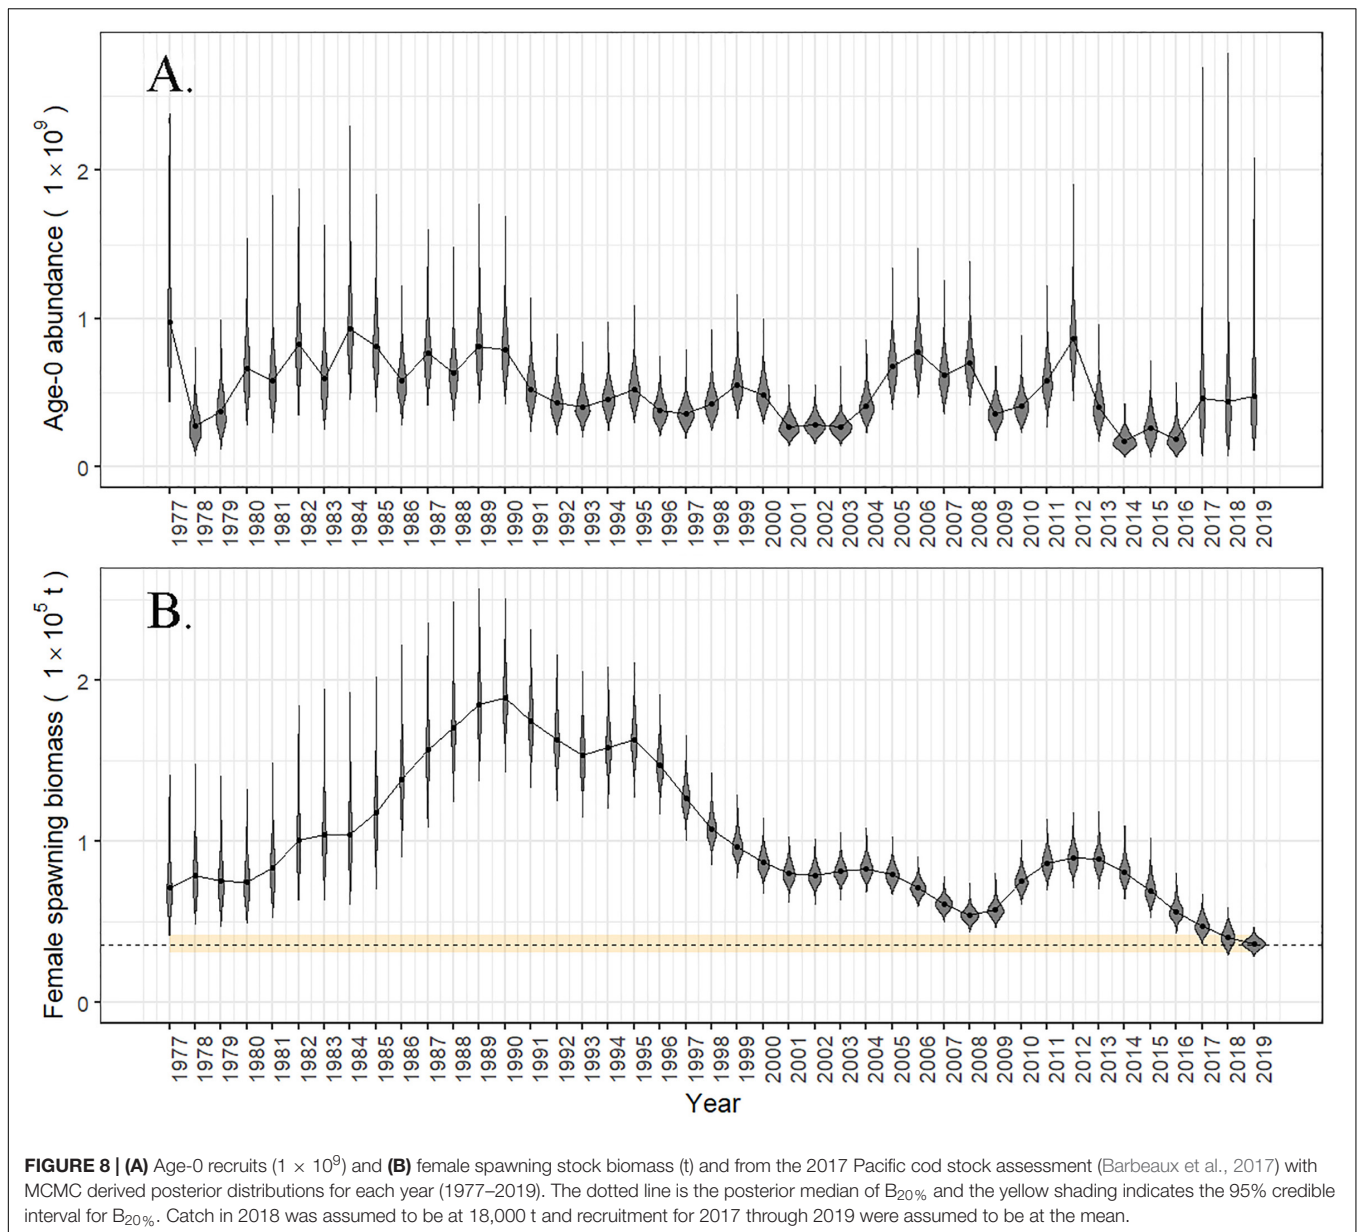 A.
Age-0 abundance ( 1 × 10⁹ )
2
1
0
1977 1978 1979 1980 1981 1982 1983 1984 1985 1986 1987 1988 1989 1990 1991 1992 1993 1994 1995 1996 1997 1998 1999 2000 2001 2002 2003 2004 2005 2006 2007 2008 2009 2010 2011 2012 2013 2014 2015 2016 2017 2018 2019
B.
Female spawning biomass ( 1 × 10⁵ t )
2
1
0
1977 1978 1979 1980 1981 1982 1983 1984 1985 1986 1987 1988 1989 1990 1991 1992 1993 1994 1995 1996 1997 1998 1999 2000 2001 2002 2003 2004 2005 2006 2007 2008 2009 2010 2011 2012 2013 2014 2015 2016 2017 2018 2019
Year
FIGURE 8 | (A) Age-0 recruits (1 × 10⁹) and (B) female spawning stock biomass (t) and from the 2017 Pacific cod stock assessment (Barbeaux et al., 2017) with
MCMC derived posterior distributions for each year (1977–2019). The dotted line is the posterior median of B₂₀% and the yellow shading indicates the 95% credible
interval for B₂₀%. Catch in 2018 was assumed to be at 18,000 t and recruitment for 2017 through 2019 were assumed to be at the mean.